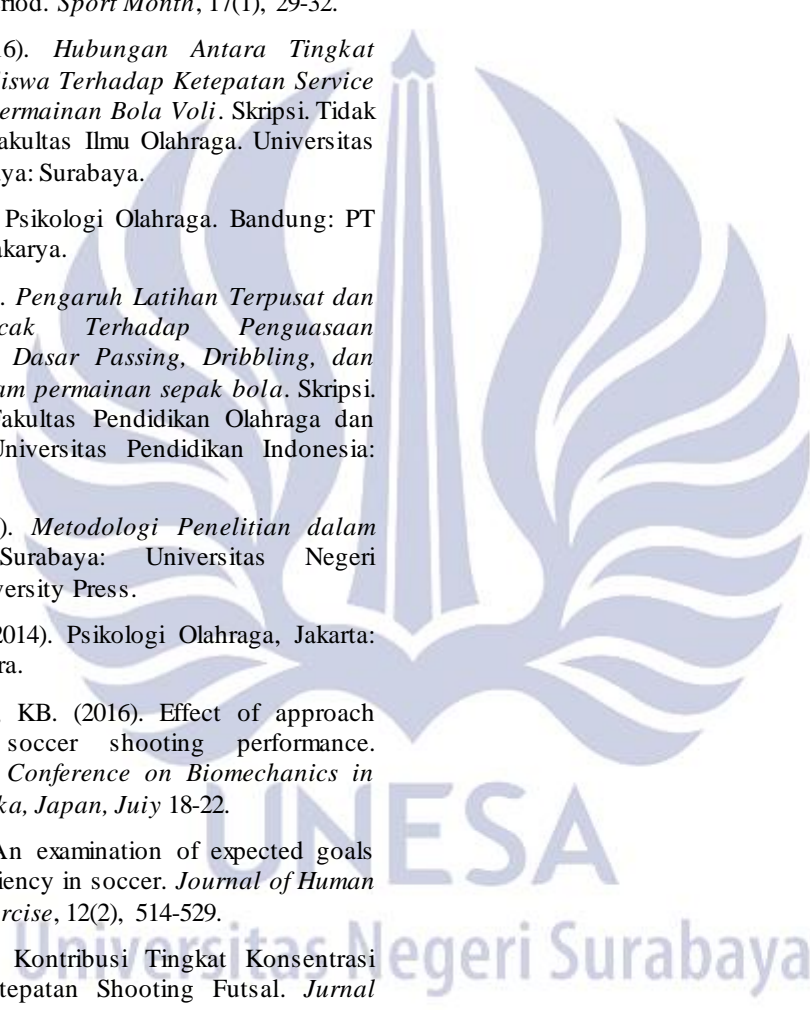 riod. Sport Month, 17(1), 29-32.
16). Hubungan Antara Tingkat
iswa Terhadap Ketepatan Service
ermainan Bola Voli. Skripsi. Tidak
akultas Ilmu Olahraga. Universitas
aya: Surabaya.
Psikologi Olahraga. Bandung: PT
akarya.
. Pengaruh Latihan Terpusat dan
cak Terhadap Penguasaan
Dasar Passing, Dribbling, dan
am permainan sepak bola. Skripsi.
Fakultas Pendidikan Olahraga dan
Universitas Pendidikan Indonesia:
). Metodologi Penelitian dalam
Surabaya: Universitas Negeri
versity Press.
2014). Psikologi Olahraga, Jakarta:
ra.
KB. (2016). Effect of approach
soccer shooting performance.
Conference on Biomechanics in
ka, Japan, Juiy 18-22.
An examination of expected goals
iency in soccer. Journal of Human
rcise, 12(2), 514-529.
Kontribusi Tingkat Konsentrasi
tepatan Shooting Futsal. Jurnal
UNESA
Universitas Negeri Surabaya